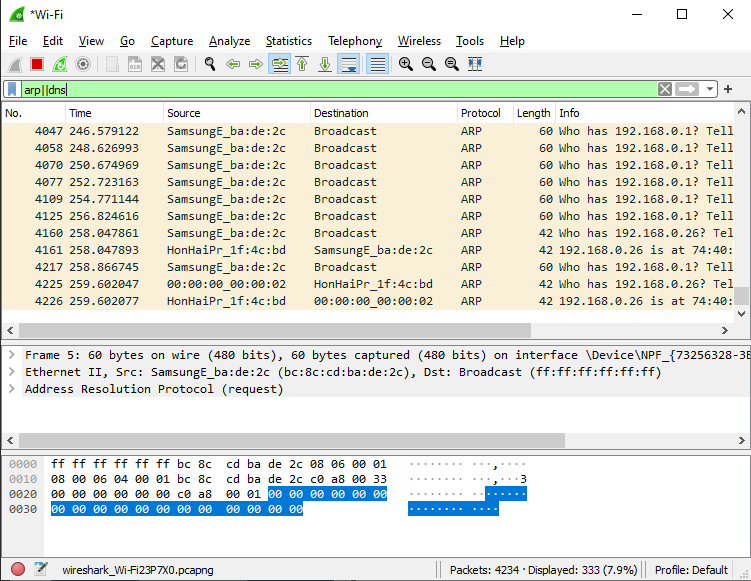 *Wi-Fi
File Edit View Go Capture Analyze Statistics Telephony Wireless Tools Help
arp||dns
No. Time Source Destination Protocol Length Info
4047 246.579122 SamsungE_ba:de:2c Broadcast ARP 60 Who has 192.168.0.1? Tell
4058 248.626993 SamsungE_ba:de:2c Broadcast ARP 60 Who has 192.168.0.1? Tell
4070 250.674969 SamsungE_ba:de:2c Broadcast ARP 60 Who has 192.168.0.1? Tell
4077 252.723163 SamsungE_ba:de:2c Broadcast ARP 60 Who has 192.168.0.1? Tell
4109 254.771144 SamsungE_ba:de:2c Broadcast ARP 60 Who has 192.168.0.1? Tell
4125 256.824616 SamsungE_ba:de:2c Broadcast ARP 60 Who has 192.168.0.1? Tell
4160 258.047861 SamsungE_ba:de:2c Broadcast ARP 42 Who has 192.168.0.26? Tel
4161 258.047893 HonHaiPr_1f:4c:bd SamsungE_ba:de:2c ARP 42 192.168.0.26 is at 74:40:
4217 258.866745 SamsungE_ba:de:2c Broadcast ARP 60 Who has 192.168.0.1? Tell
4225 259.602047 00:00:00_00:00:02 HonHaiPr_1f:4c:bd ARP 42 Who has 192.168.0.26? Tel
4226 259.602077 HonHaiPr_1f:4c:bd 00:00:00_00:00:02 ARP 42 192.168.0.26 is at 74:40:
Frame 5: 60 bytes on wire (480 bits), 60 bytes captured (480 bits) on interface \Device\NPF_{73256328-3E
Ethernet II, Src: SamsungE_ba:de:2c (bc:8c:cd:ba:de:2c), Dst: Broadcast (ff:ff:ff:ff:ff:ff)
Address Resolution Protocol (request)
0000 ff ff ff ff ff ff bc 8c cd ba de 2c 08 06 00 01 ········ ···,····
0010 08 00 06 04 00 01 bc 8c cd ba de 2c c0 a8 00 33 ········ ···,···3
0020 00 00 00 00 00 00 c0 a8 00 01 00 00 00 00 00 00 ········ ········
0030 00 00 00 00 00 00 00 00 00 00 00 00 ········ ····
wireshark_Wi-Fi23P7X0.pcapng Packets: 4234 · Displayed: 333 (7.9%) Profile: Default